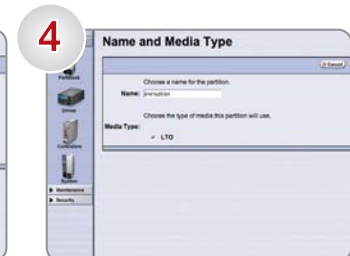 4
Name and Media Type
Cancel
Partitions
Choose a name for the partition.
Name: encryption
Drives
Choose the type of media this partition will use.
Media Type:
LTO
Controllers
System
Maintenance
Security